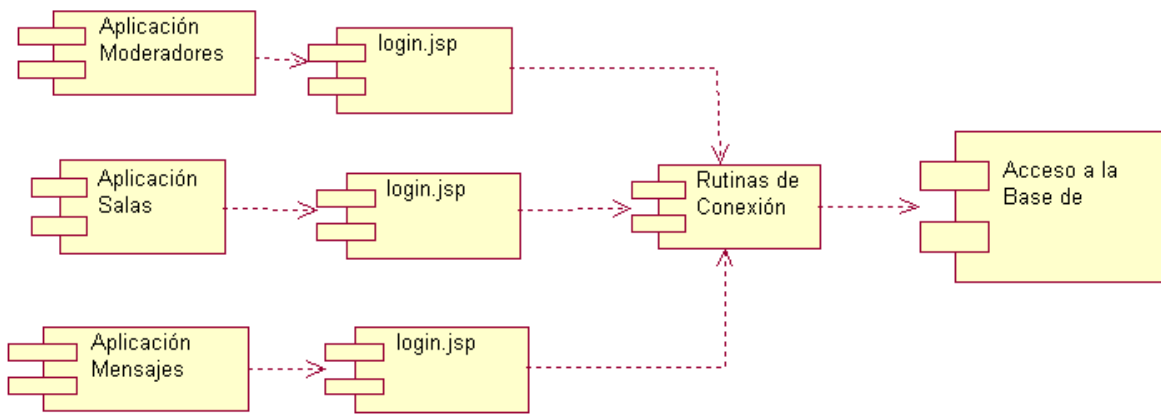 Aplicación
Moderadores
login.jsp
Aplicación
Salas
login.jsp
Rutinas de
Conexión
Acceso a la
Base de
Aplicación
Mensajes
login.jsp